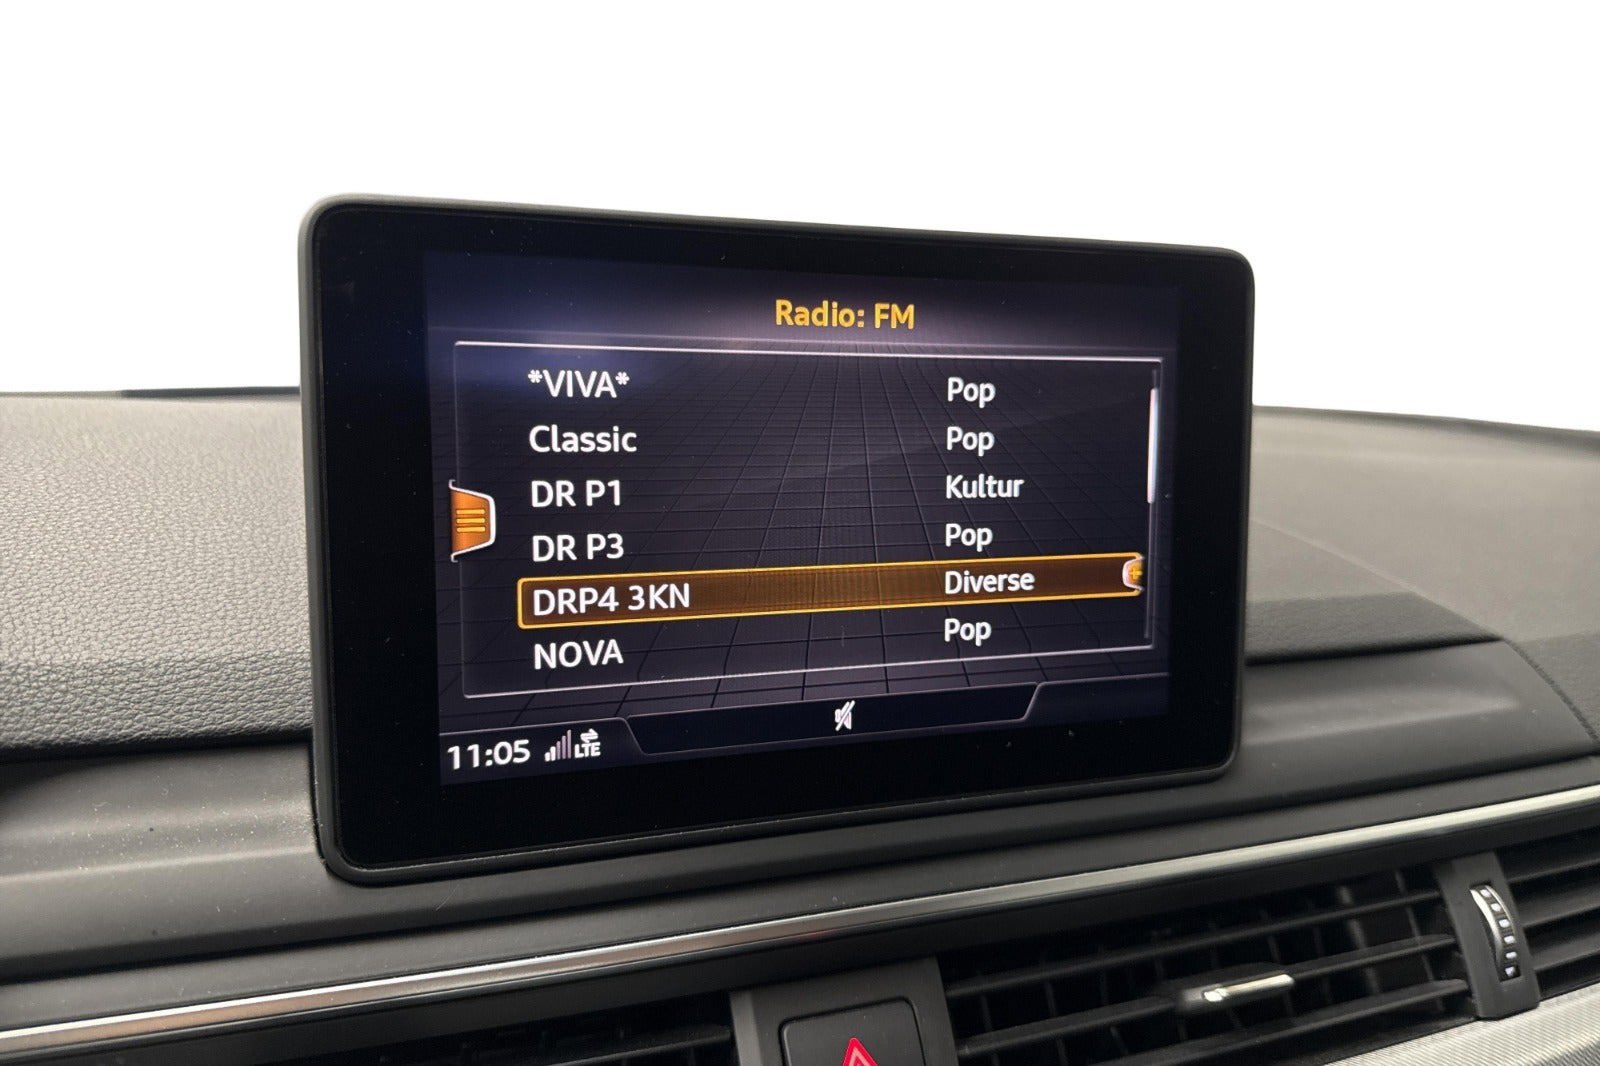 Radio: FM
*VIVA* Pop
Classic Pop
DR P1 Kultur
DR P3 Pop
DRP4 3KN Diverse
NOVA Pop
11:05 LTE